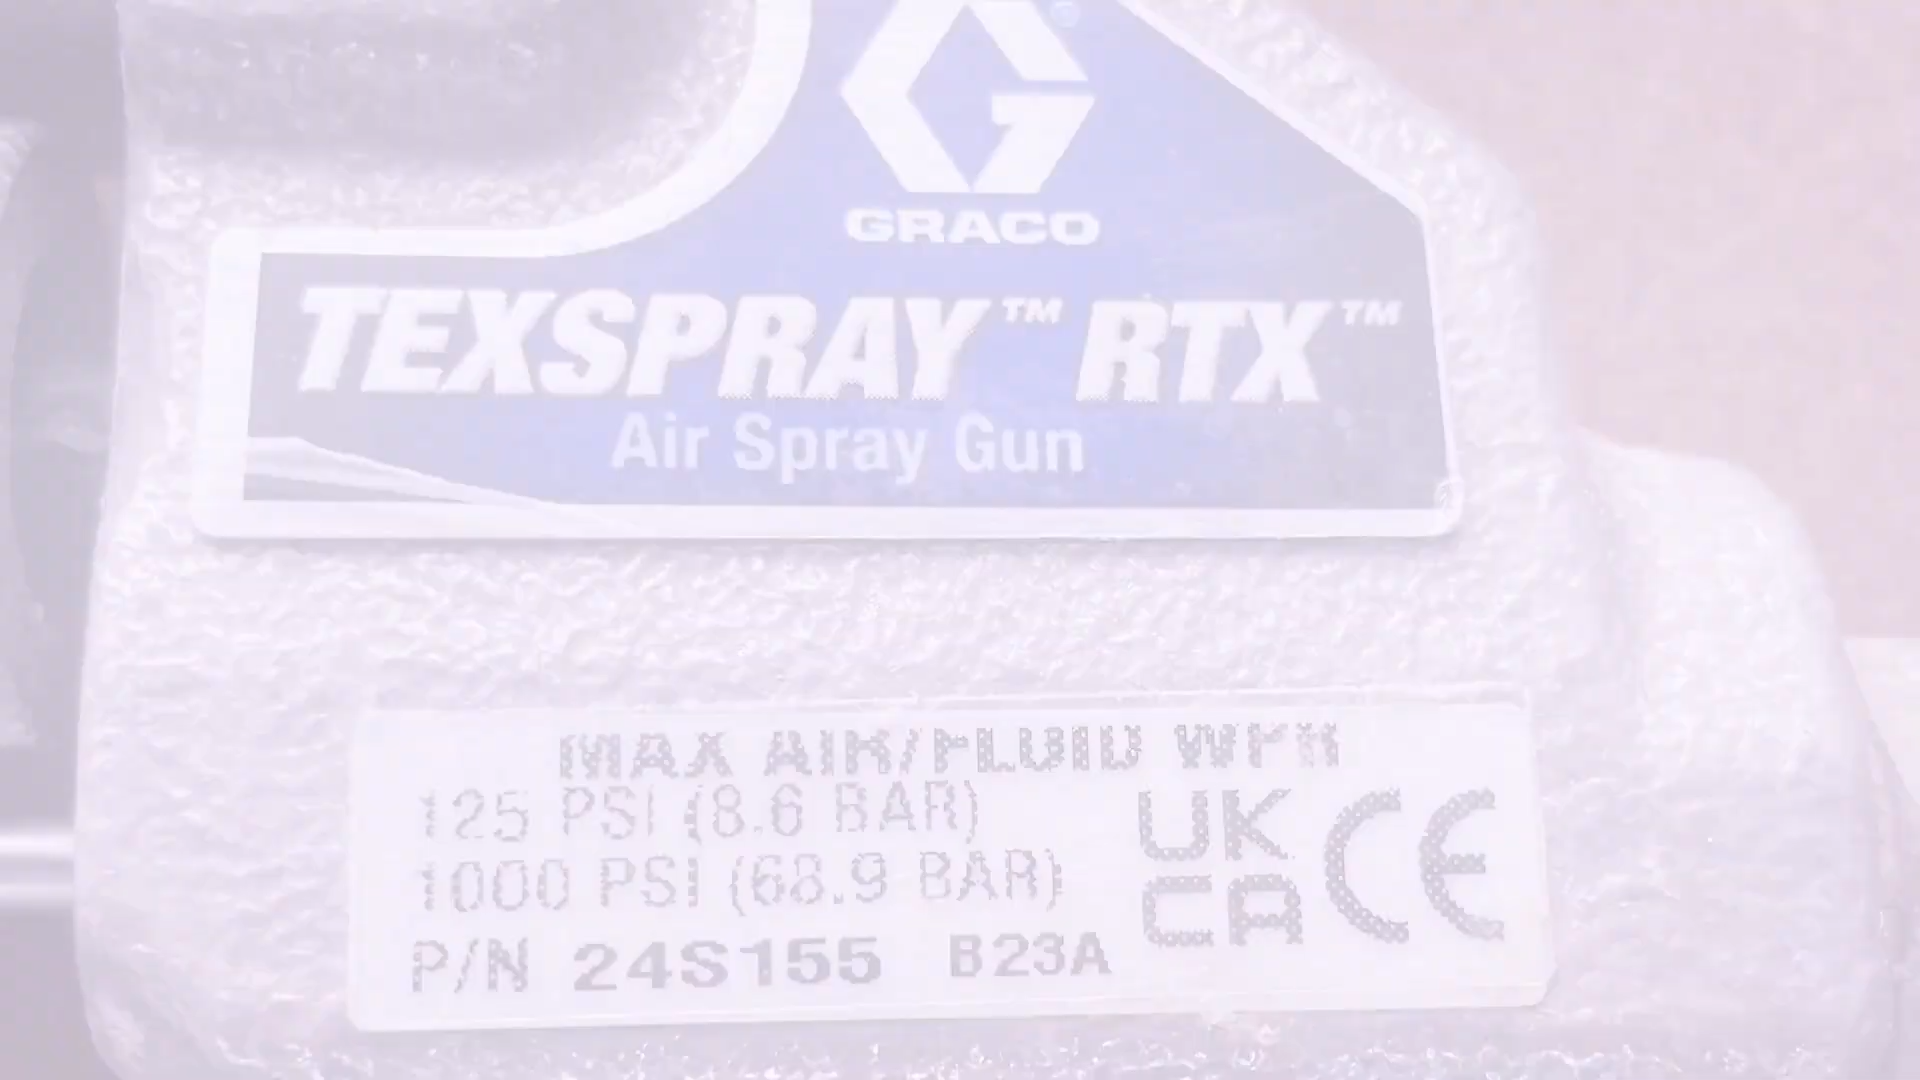 GRACO
TEXSPRAY™ RTX™
Air Spray Gun
MAX AIR/FLUID WPR
125 PSI (8.6 BAR)
1000 PSI (68.9 BAR)
P/N 24S155 B23A
UK
CA
CE